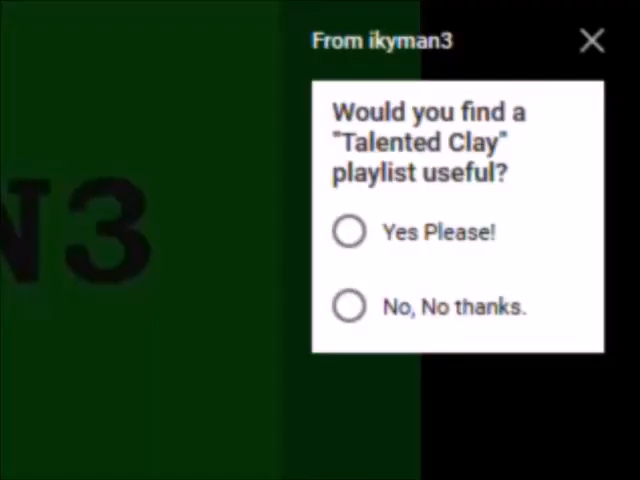 From ikyman3
Would you find a
"Talented Clay"
playlist useful?
N3
Yes Please!
No, No thanks.